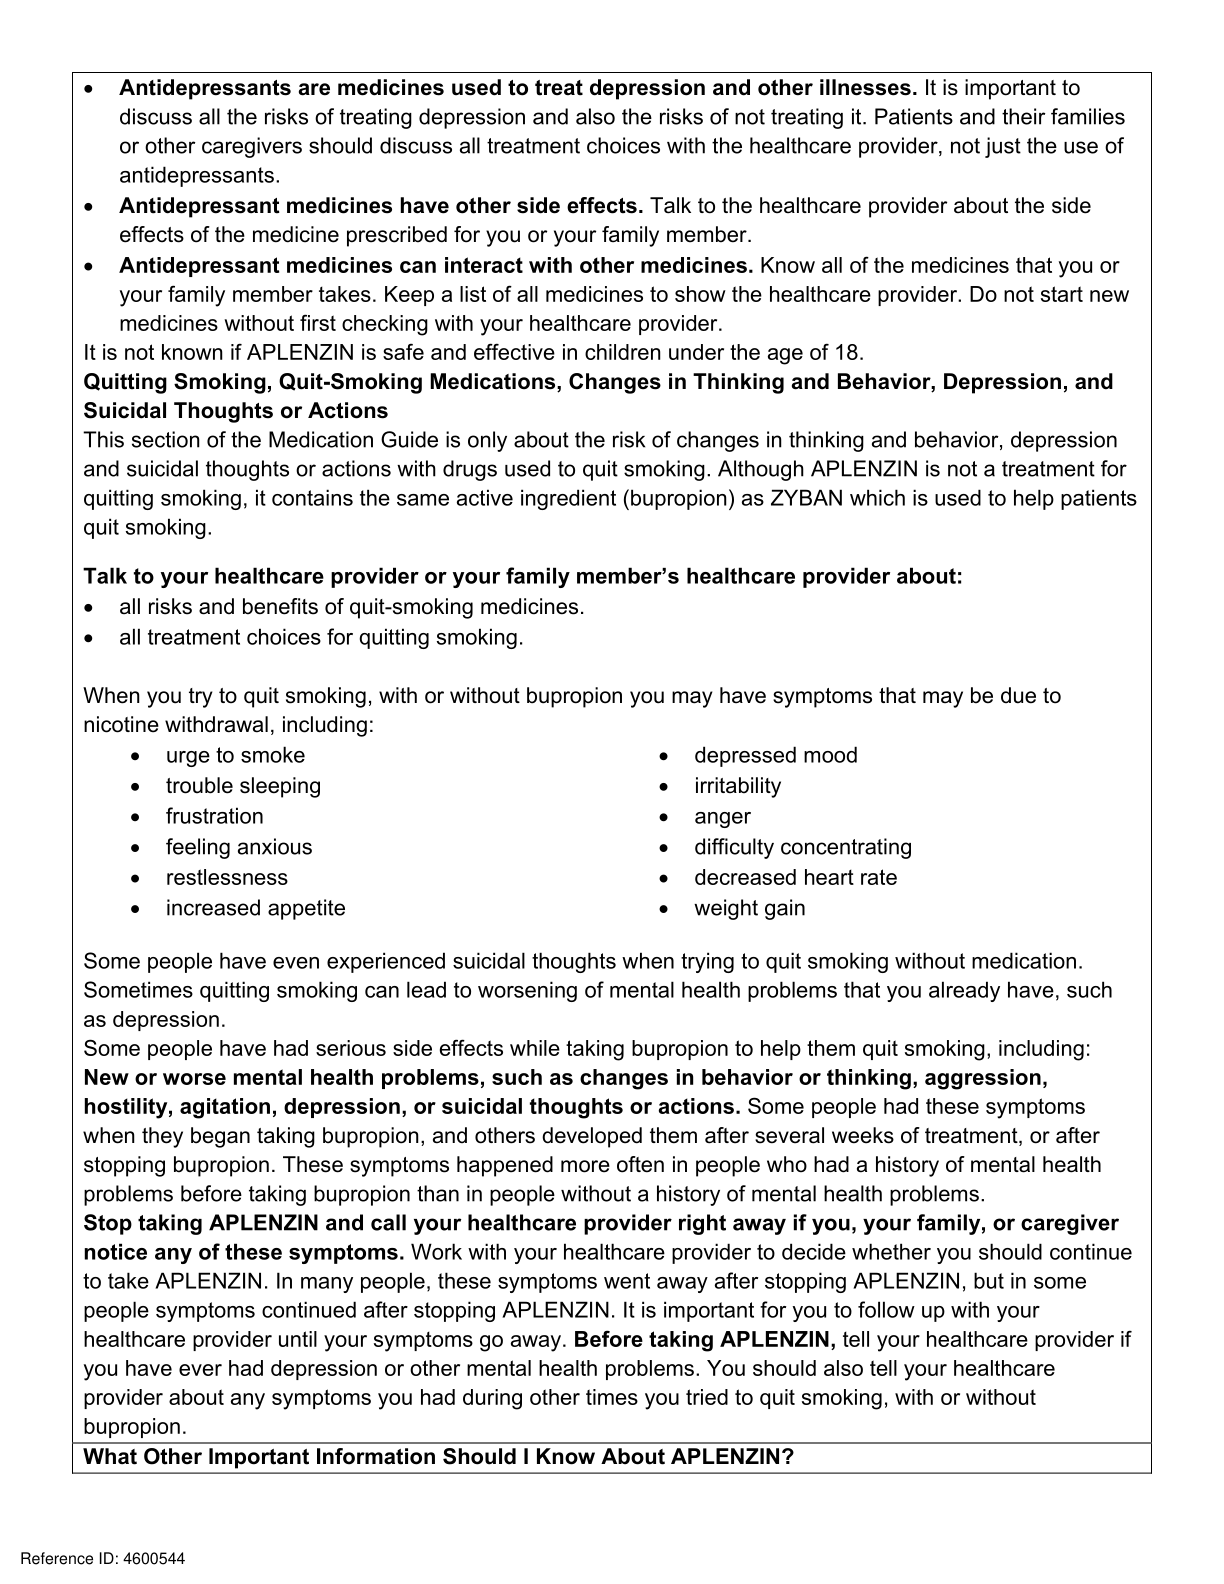 • Antidepressants are medicines used to treat depression and other illnesses. It is important to
discuss all the risks of treating depression and also the risks of not treating it. Patients and their families
or other caregivers should discuss all treatment choices with the healthcare provider, not just the use of
antidepressants.
• Antidepressant medicines have other side effects. Talk to the healthcare provider about the side
effects of the medicine prescribed for you or your family member.
• Antidepressant medicines can interact with other medicines. Know all of the medicines that you or
your family member takes. Keep a list of all medicines to show the healthcare provider. Do not start new
medicines without first checking with your healthcare provider.
It is not known if APLENZIN is safe and effective in children under the age of 18.
Quitting Smoking, Quit-Smoking Medications, Changes in Thinking and Behavior, Depression, and
Suicidal Thoughts or Actions
This section of the Medication Guide is only about the risk of changes in thinking and behavior, depression
and suicidal thoughts or actions with drugs used to quit smoking. Although APLENZIN is not a treatment for
quitting smoking, it contains the same active ingredient (bupropion) as ZYBAN which is used to help patients
quit smoking.
Talk to your healthcare provider or your family member’s healthcare provider about:
• all risks and benefits of quit-smoking medicines.
• all treatment choices for quitting smoking.
When you try to quit smoking, with or without bupropion you may have symptoms that may be due to
nicotine withdrawal, including:
• urge to smoke
• trouble sleeping
• frustration
• feeling anxious
• restlessness
• increased appetite
• depressed mood
• irritability
• anger
• difficulty concentrating
• decreased heart rate
• weight gain
Some people have even experienced suicidal thoughts when trying to quit smoking without medication.
Sometimes quitting smoking can lead to worsening of mental health problems that you already have, such
as depression.
Some people have had serious side effects while taking bupropion to help them quit smoking, including:
New or worse mental health problems, such as changes in behavior or thinking, aggression,
hostility, agitation, depression, or suicidal thoughts or actions. Some people had these symptoms
when they began taking bupropion, and others developed them after several weeks of treatment, or after
stopping bupropion. These symptoms happened more often in people who had a history of mental health
problems before taking bupropion than in people without a history of mental health problems.
Stop taking APLENZIN and call your healthcare provider right away if you, your family, or caregiver
notice any of these symptoms. Work with your healthcare provider to decide whether you should continue
to take APLENZIN. In many people, these symptoms went away after stopping APLENZIN, but in some
people symptoms continued after stopping APLENZIN. It is important for you to follow up with your
healthcare provider until your symptoms go away. Before taking APLENZIN, tell your healthcare provider if
you have ever had depression or other mental health problems. You should also tell your healthcare
provider about any symptoms you had during other times you tried to quit smoking, with or without
bupropion.
What Other Important Information Should I Know About APLENZIN?
Reference ID: 4600544